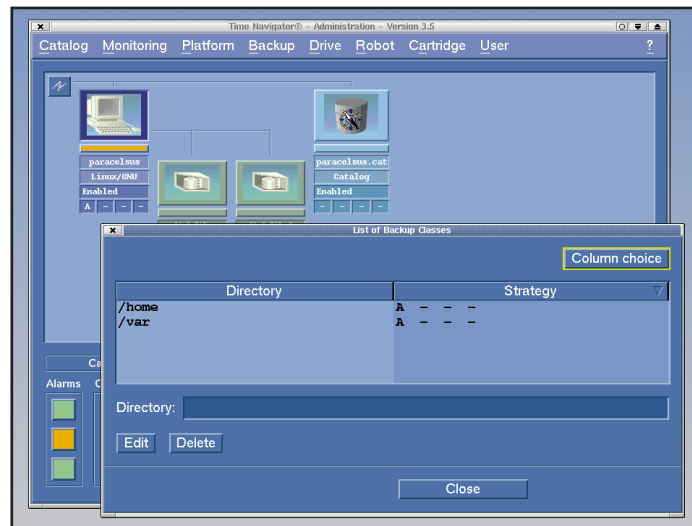 Time Navigator® - Administration - Version 3.5
Catalog Monitoring Platform Backup Drive Robot Cartridge User ?
paracelsus
Linux/GNU
Enabled
A - - -
paracelsus.cat
Catalog
Enabled
- - - -
List of Backup Classes
Column choice
Directory Strategy
/home A - - -
/var A - - -
Directory:
Edit Delete
Close
Alarms